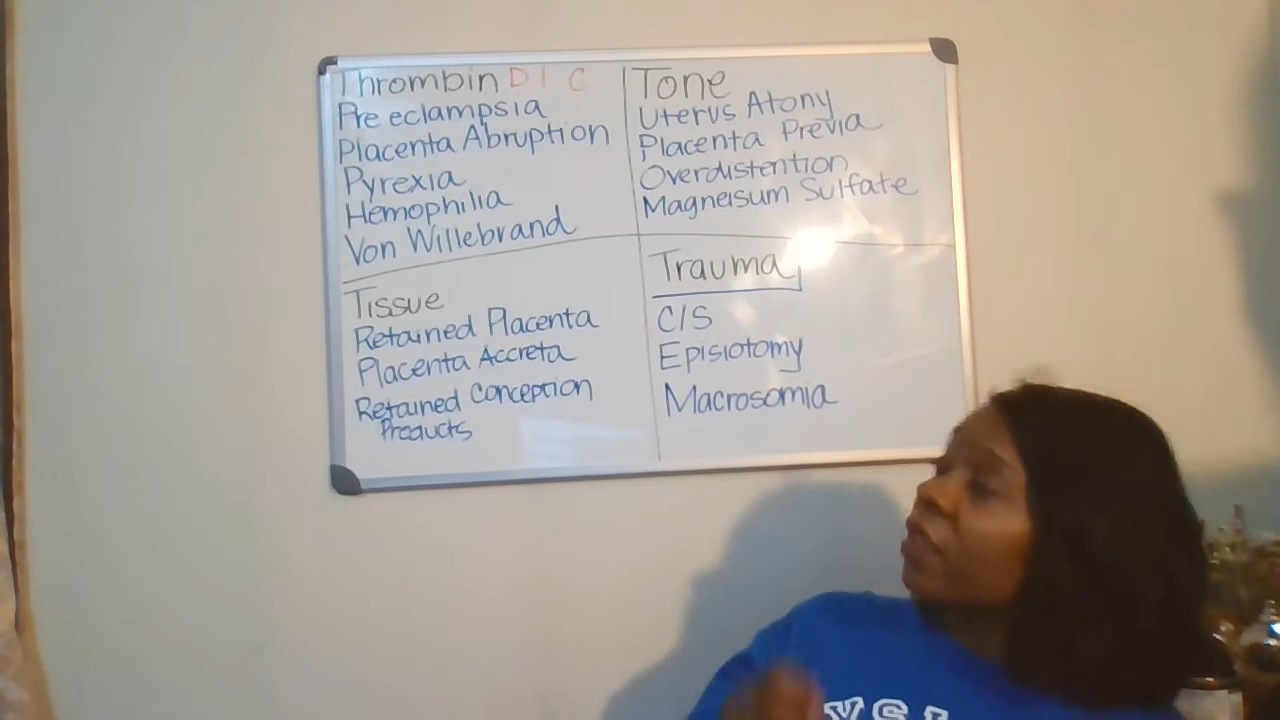 Thrombin D I C
Pre eclampsia
Placenta Abruption
Pyrexia
Hemophilia
Von Willebrand
Tone
Uterus Atony
Placenta Previa
Overdistention
Magneisum Sulfate
Tissue
Retained Placenta
Placenta Accreta
Retained Conception
Products
Trauma
C/S
Episiotomy
Macrosomia